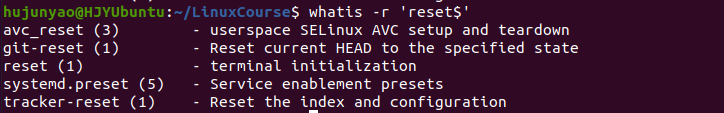 hujunyao@HJYUbuntu:~/LinuxCourse$ whatis -r 'reset$'
avc_reset (3)        - userspace SELinux AVC setup and teardown
git-reset (1)        - Reset current HEAD to the specified state
reset (1)            - terminal initialization
systemd.preset (5)   - Service enablement presets
tracker-reset (1)    - Reset the index and configuration